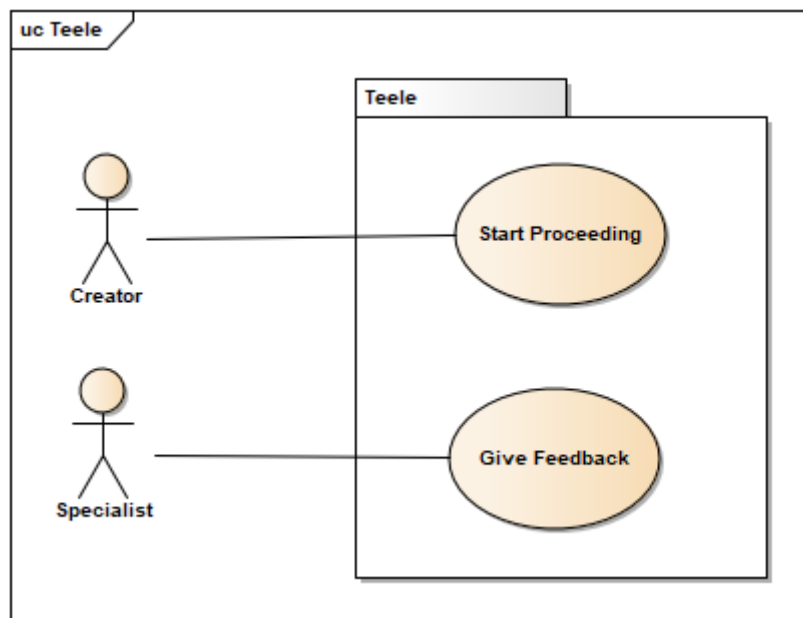 uc Teele
Teele
Start Proceeding
Creator
Give Feedback
Specialist